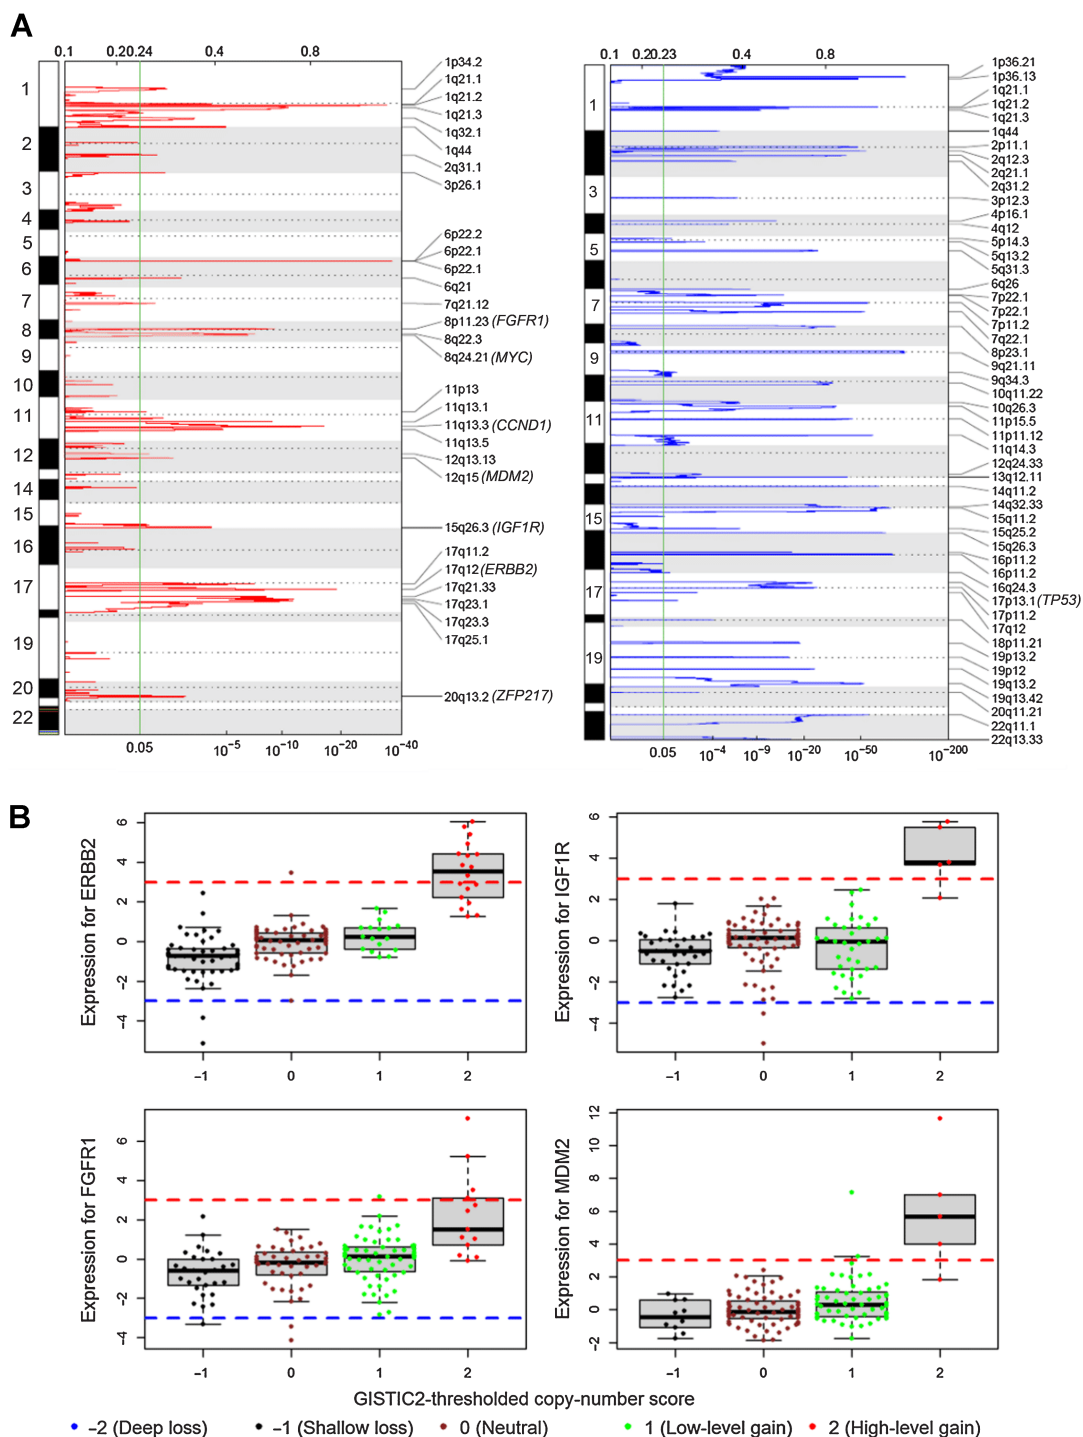 A
0.1 0.20.24 0.4 0.8
1
2
3
4
5
6
7
8
9
10
11
12
14
15
16
17
19
20
22
1p34.2
1q21.1
1q21.2
1q21.3
1q32.1
1q44
2q31.1
3p26.1
6p22.2
6p22.1
6p22.1
6q21
7q21.12
8p11.23 (FGFR1)
8q22.3
8q24.21 (MYC)
11p13
11q13.1
11q13.3 (CCND1)
11q13.5
12q13.13
12q15 (MDM2)
15q26.3 (IGF1R)
17q11.2
17q12 (ERBB2)
17q21.33
17q23.1
17q23.3
17q25.1
20q13.2 (ZFP217)
0.05 10⁻⁵ 10⁻¹⁰ 10⁻²⁰ 10⁻⁴⁰
0.1 0.20.23 0.4 0.8
1
3
5
7
9
11
15
17
19
1p36.21
1p36.13
1q21.1
1q21.2
1q21.3
1q44
2p11.1
2q12.3
2q21.1
2q31.2
3p12.3
4p16.1
4q12
5p14.3
5q13.2
5q31.3
6q26
7p22.1
7p22.1
7p11.2
7q22.1
8p23.1
9q21.11
9q34.3
10q11.22
10q26.3
11p15.5
11p11.12
11q14.3
12q24.33
13q12.11
14q11.2
14q32.33
15q11.2
15q25.2
15q26.3
16p11.2
16p11.2
16q24.3
17p13.1 (TP53)
17p11.2
17q12
18p11.21
19p13.2
19p12
19q13.2
19q13.42
20q11.21
22q11.1
22q13.33
0.05 10⁻⁴ 10⁻⁹ 10⁻²⁰ 10⁻⁵⁰ 10⁻²⁰⁰
B
Expression for ERBB2
6
4
2
0
−2
−4
−1 0 1 2
Expression for IGF1R
6
4
2
0
−2
−4
−1 0 1 2
Expression for FGFR1
6
4
2
0
−2
−4
−1 0 1 2
Expression for MDM2
12
10
8
6
4
2
0
−2
−1 0 1 2
GISTIC2-thresholded copy-number score
−2 (Deep loss) −1 (Shallow loss) 0 (Neutral) 1 (Low-level gain) 2 (High-level gain)